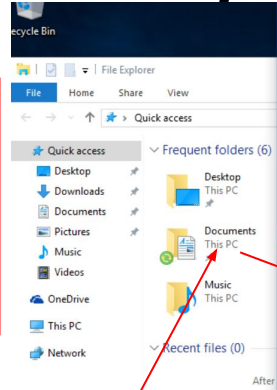 ecycle Bin
File Explorer
File Home Share View
Quick access
Quick access
Frequent folders (6)
Desktop
Desktop
This PC
Downloads
Documents
Pictures
Documents
This PC
Music
Videos
Music
This PC
OneDrive
This PC
Network
Recent files (0)
After